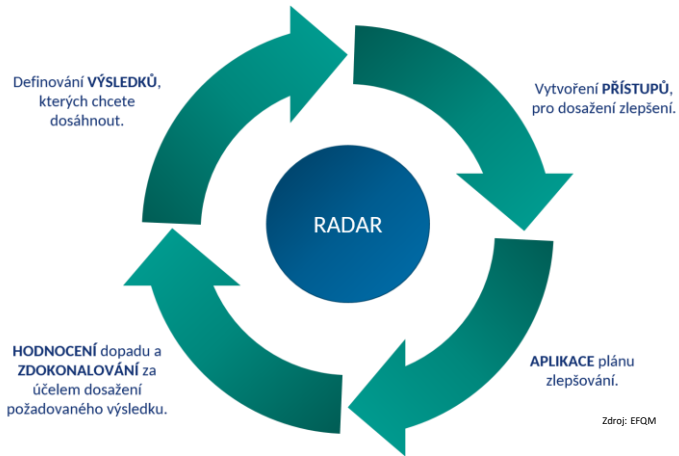 Definování VÝSLEDKŮ,
kterých chcete
dosáhnout.
Vytvoření PŘÍSTUPŮ,
pro dosažení zlepšení.
RADAR
HODNOCENÍ dopadu a
ZDOKONALOVÁNÍ za
účelem dosažení
požadovaného výsledku.
APLIKACE plánu
zlepšování.
Zdroj: EFQM